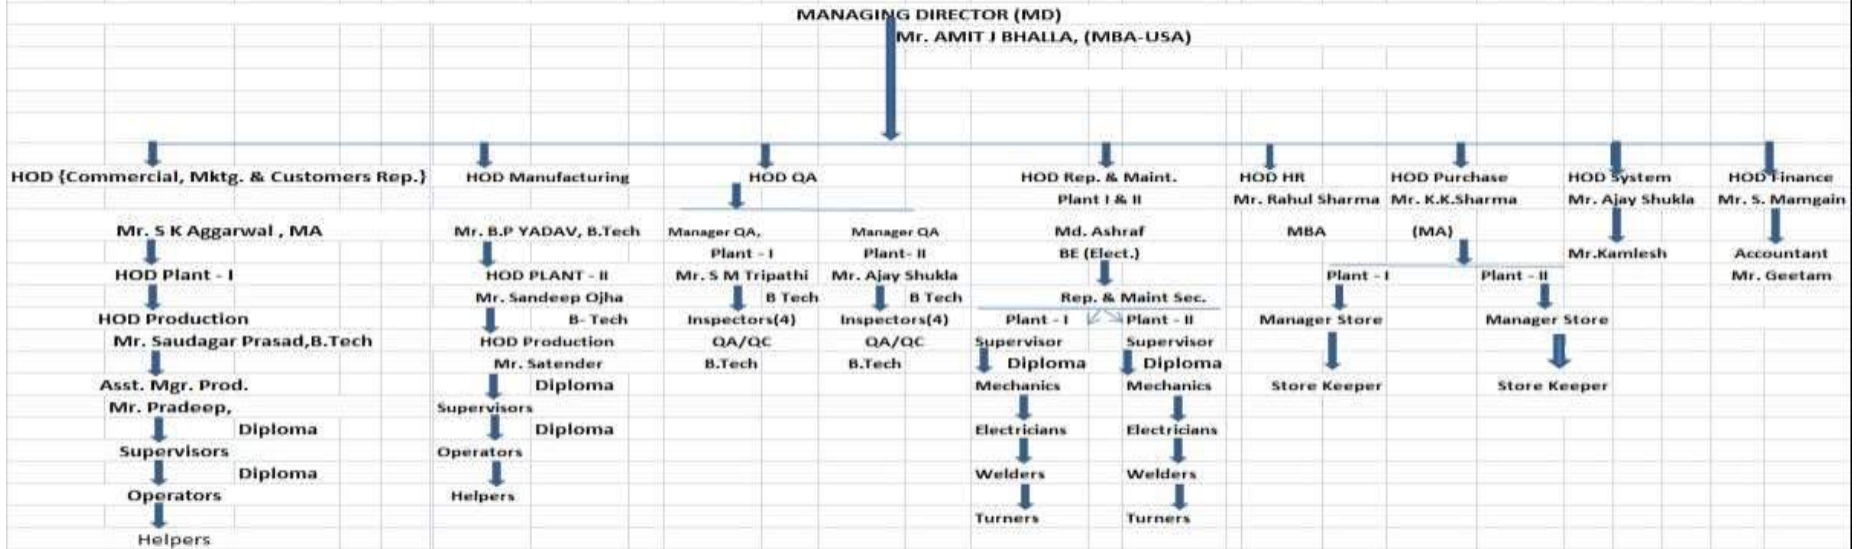 MANAGING DIRECTOR (MD)
Mr. AMIT J BHALLA, (MBA-USA)
HOD {Commercial, Mktg. & Customers Rep.}
Mr. S K Aggarwal , MA
HOD Plant - I
HOD Production
Mr. Saudagar Prasad,B.Tech
Asst. Mgr. Prod.
Mr. Pradeep,
Diploma
Supervisors
Diploma
Operators
Helpers
HOD Manufacturing
Mr. B.P YADAV, B.Tech
HOD PLANT - II
Mr. Sandeep Ojha
B- Tech
HOD Production
Mr. Satender
Diploma
Supervisors
Diploma
Operators
Helpers
HOD QA
Manager QA,
Plant - I
Mr. S M Tripathi
B Tech
Inspectors(4)
QA/QC
B.Tech
Manager QA
Plant- II
Mr. Ajay Shukla
B Tech
Inspectors(4)
QA/QC
B.Tech
HOD Rep. & Maint.
Plant I & II
Md. Ashraf
BE (Elect.)
Rep. & Maint Sec.
Plant - I
Supervisor
Diploma
Mechanics
Electricians
Welders
Turners
Plant - II
Supervisor
Diploma
Mechanics
Electricians
Welders
Turners
HOD HR
Mr. Rahul Sharma
MBA
HOD Purchase
Mr. K.K.Sharma
(MA)
Plant - I
Manager Store
Store Keeper
Plant - II
Manager Store
Store Keeper
HOD System
Mr. Ajay Shukla
Mr.Kamlesh
HOD Finance
Mr. S. Mamgain
Accountant
Mr. Geetam